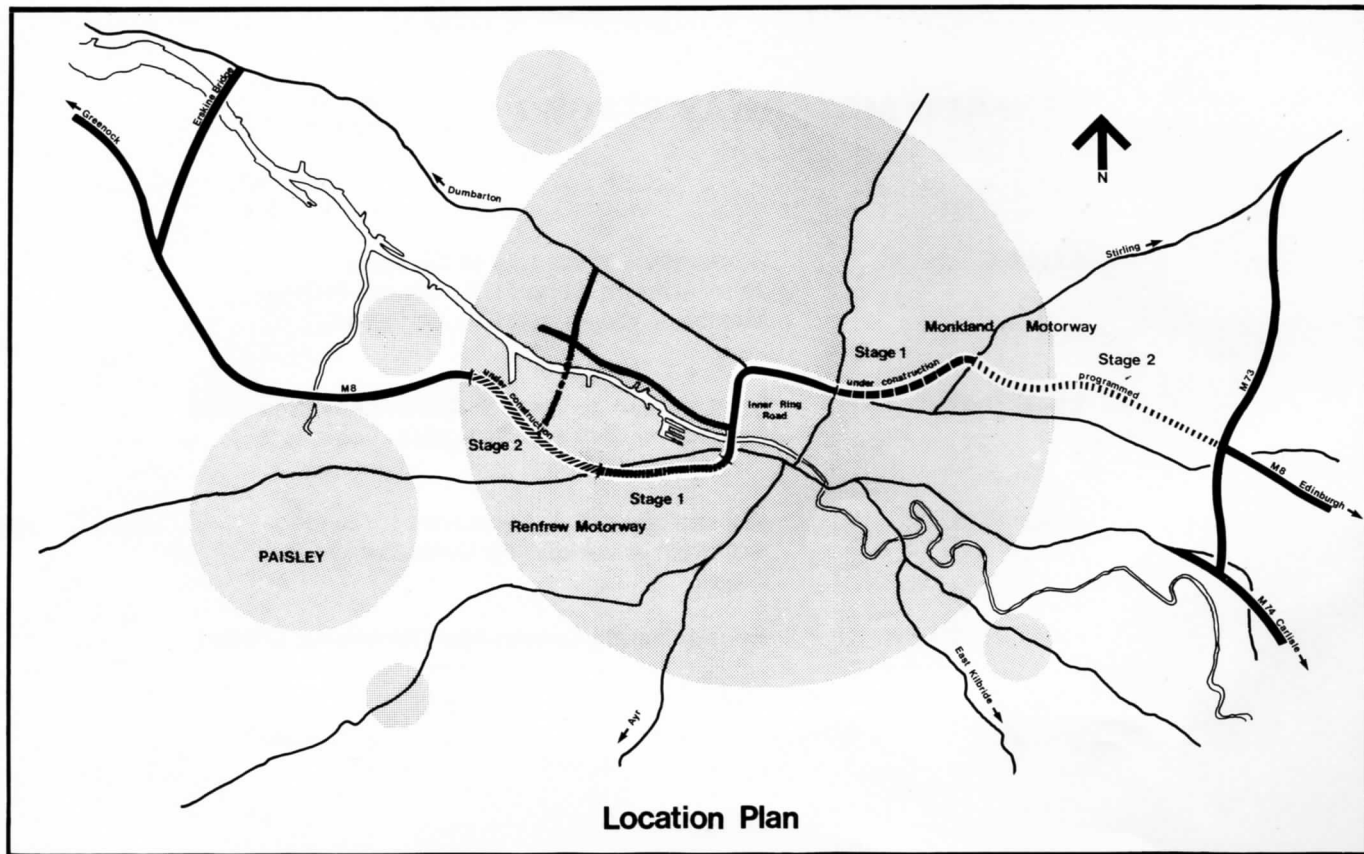 Greenock
Erskine Bridge
Dumbarton
N
Stirling
Monkland Motorway
Stage 1
Stage 2
under construction
programmed
M73
M8
under construction
Inner Ring
Road
Stage 2
Stage 1
Renfrew Motorway
M8
Edinburgh
PAISLEY
M74
Carlisle
East Kilbride
Ayr
Location Plan